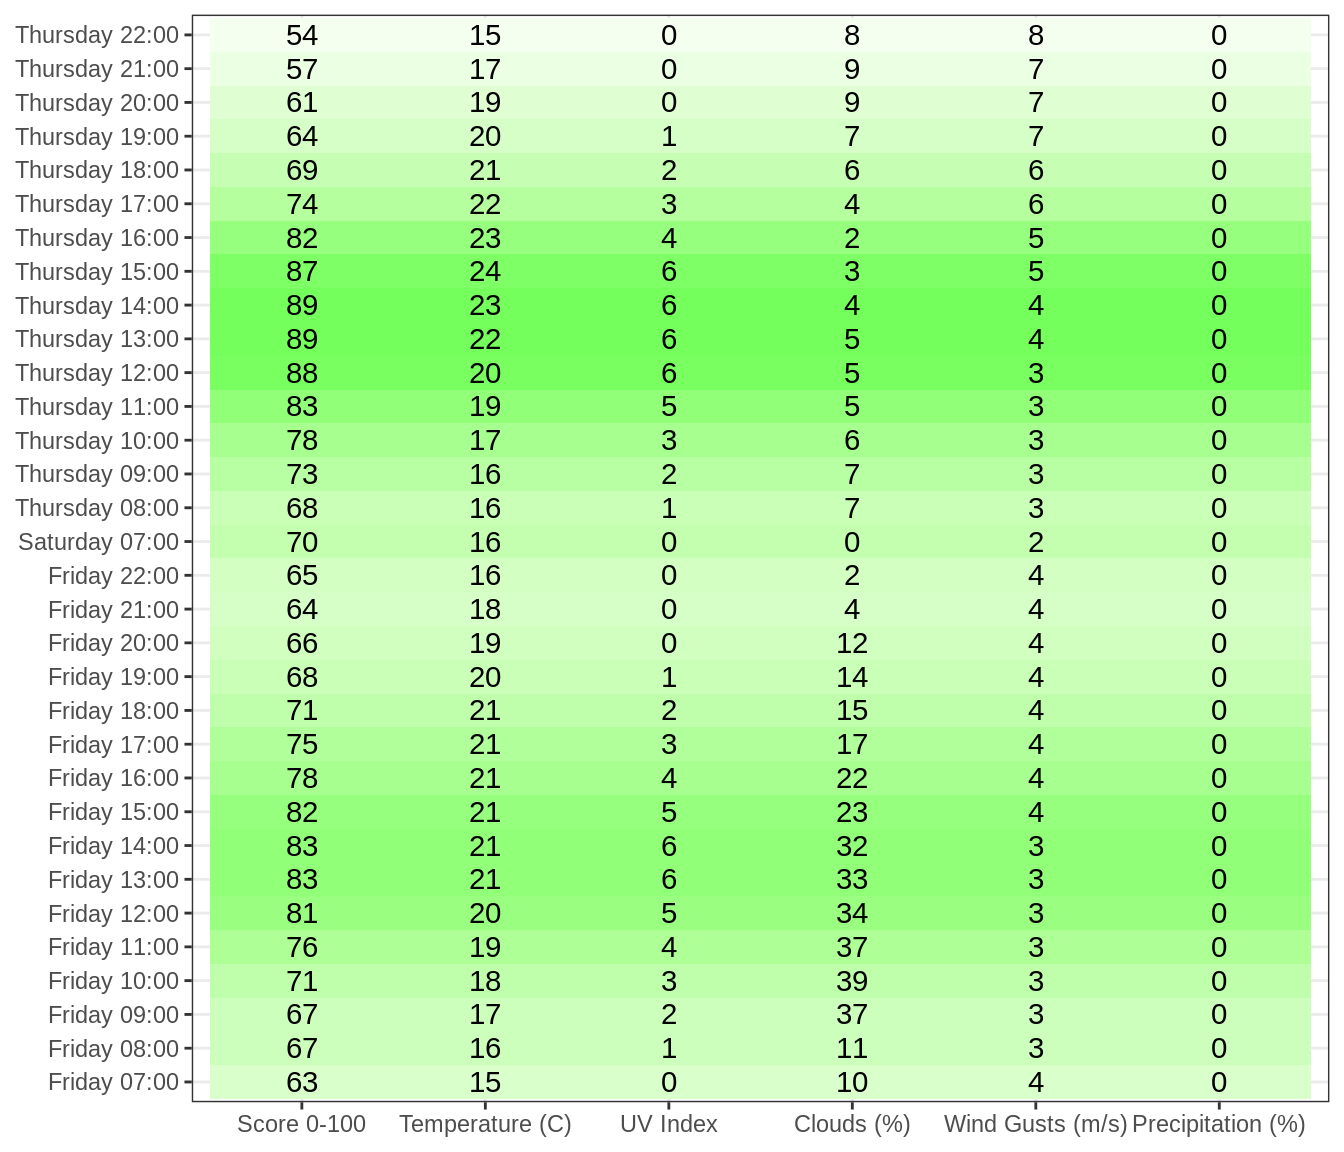 Thursday 22:00 54 15 0 8 8 0
Thursday 21:00 57 17 0 9 7 0
Thursday 20:00 61 19 0 9 7 0
Thursday 19:00 64 20 1 7 7 0
Thursday 18:00 69 21 2 6 6 0
Thursday 17:00 74 22 3 4 6 0
Thursday 16:00 82 23 4 2 5 0
Thursday 15:00 87 24 6 3 5 0
Thursday 14:00 89 23 6 4 4 0
Thursday 13:00 89 22 6 5 4 0
Thursday 12:00 88 20 6 5 3 0
Thursday 11:00 83 19 5 5 3 0
Thursday 10:00 78 17 3 6 3 0
Thursday 09:00 73 16 2 7 3 0
Thursday 08:00 68 16 1 7 3 0
Saturday 07:00 70 16 0 0 2 0
Friday 22:00 65 16 0 2 4 0
Friday 21:00 64 18 0 4 4 0
Friday 20:00 66 19 0 12 4 0
Friday 19:00 68 20 1 14 4 0
Friday 18:00 71 21 2 15 4 0
Friday 17:00 75 21 3 17 4 0
Friday 16:00 78 21 4 22 4 0
Friday 15:00 82 21 5 23 4 0
Friday 14:00 83 21 6 32 3 0
Friday 13:00 83 21 6 33 3 0
Friday 12:00 81 20 5 34 3 0
Friday 11:00 76 19 4 37 3 0
Friday 10:00 71 18 3 39 3 0
Friday 09:00 67 17 2 37 3 0
Friday 08:00 67 16 1 11 3 0
Friday 07:00 63 15 0 10 4 0
Score 0-100 Temperature (C) UV Index Clouds (%) Wind Gusts (m/s) Precipitation (%)